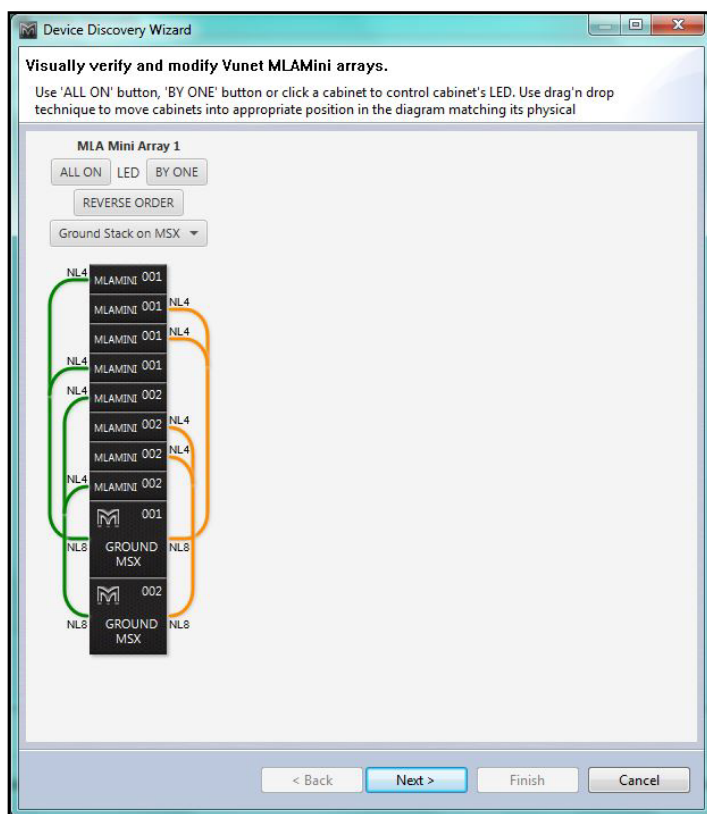 Device Discovery Wizard
Visually verify and modify Vunet MLAMini arrays.
Use 'ALL ON' button, 'BY ONE' button or click a cabinet to control cabinet's LED. Use drag'n drop
technique to move cabinets into appropriate position in the diagram matching its physical
MLA Mini Array 1
ALL ON LED BY ONE
REVERSE ORDER
Ground Stack on MSX
NL4 MLAMINI 001
MLAMINI 001 NL4
MLAMINI 001 NL4
NL4 MLAMINI 001
NL4 MLAMINI 002
MLAMINI 002 NL4
MLAMINI 002 NL4
NL4 MLAMINI 002
001
NL8 GROUND NL8
MSX
002
NL8 GROUND NL8
MSX
< Back Next > Finish Cancel